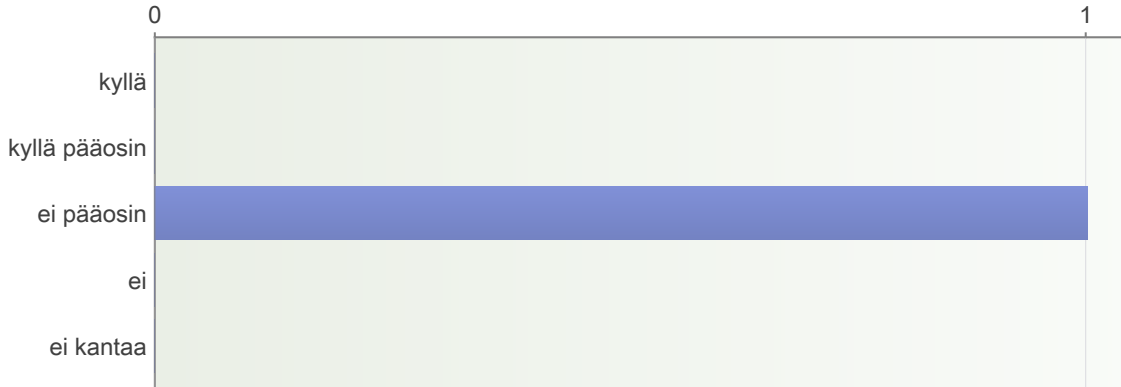 0 1
kyllä
kyllä pääosin
ei pääosin
ei
ei kantaa